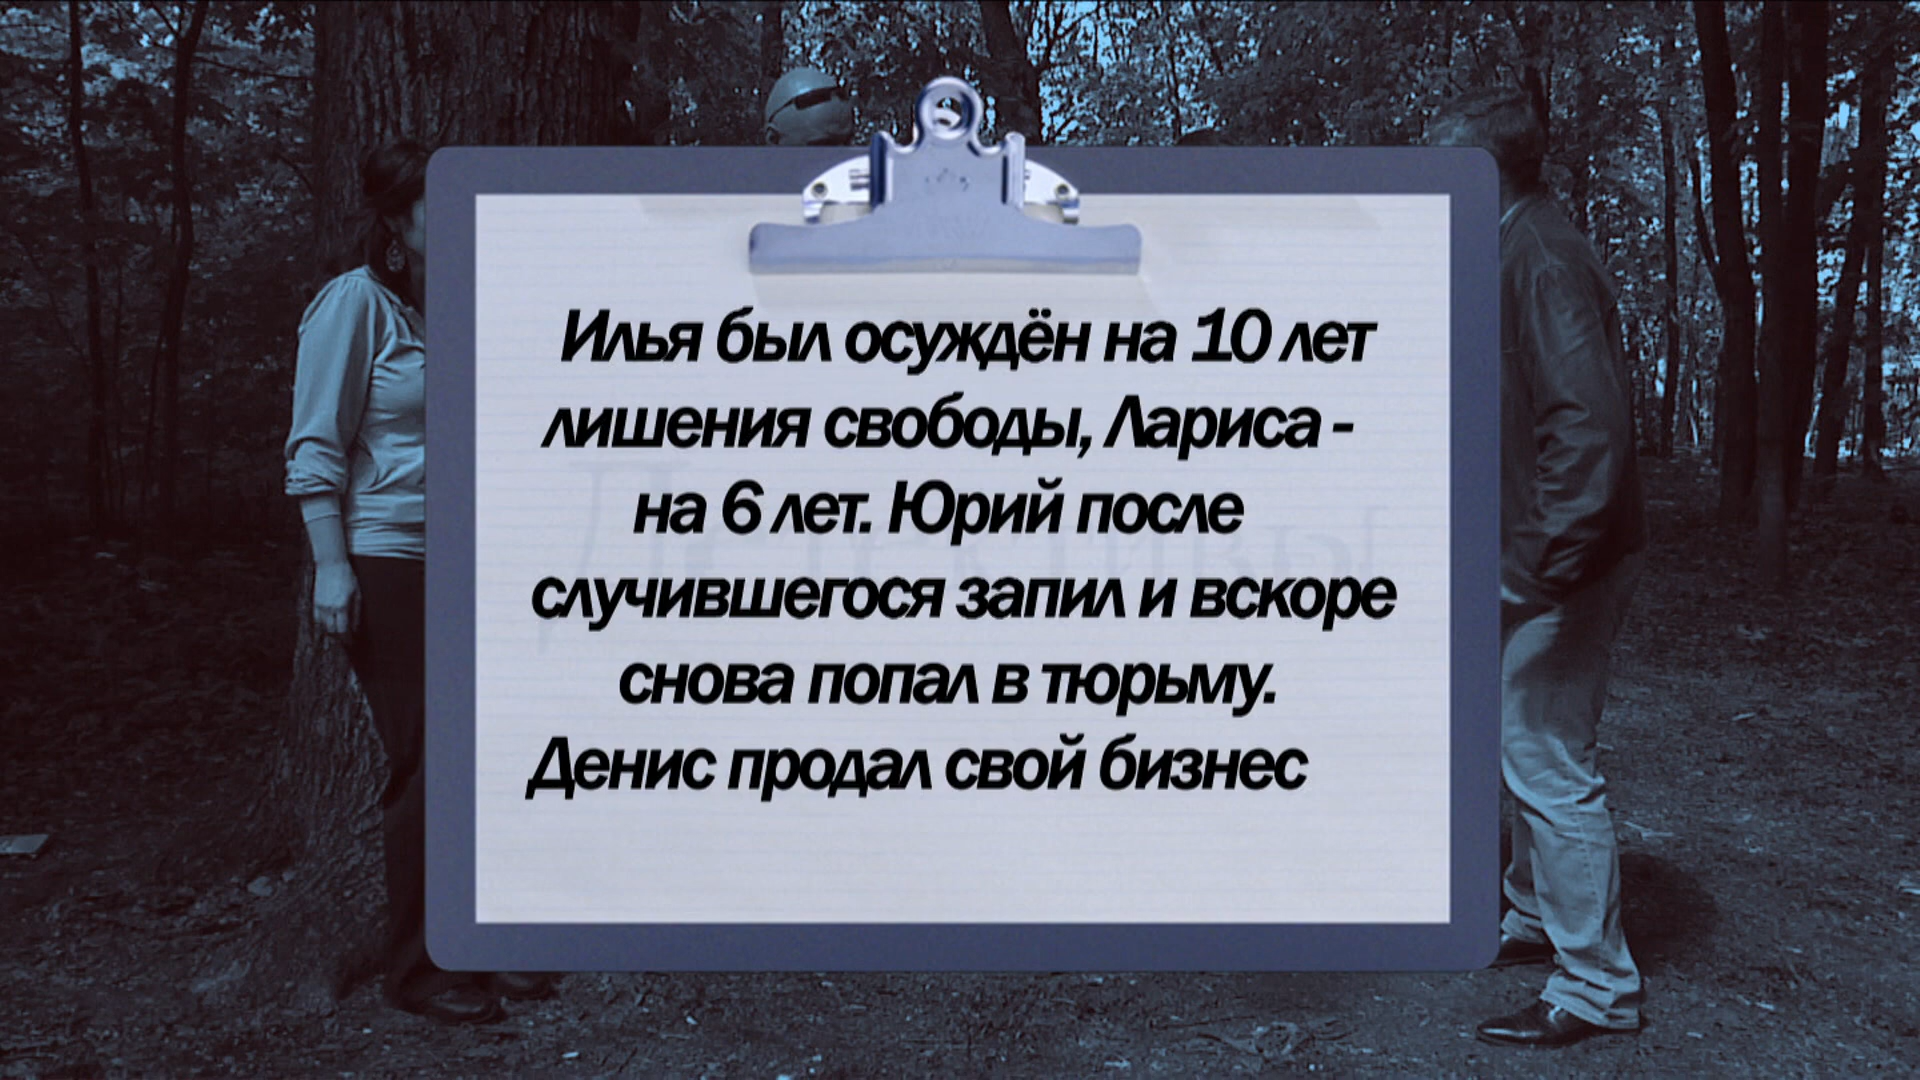 Илья был осуждён на 10 лет
лишения свободы, Лариса -
на 6 лет. Юрий после
случившегося запил и вскоре
снова попал в тюрьму.
Денис продал свой бизнес
Детективы